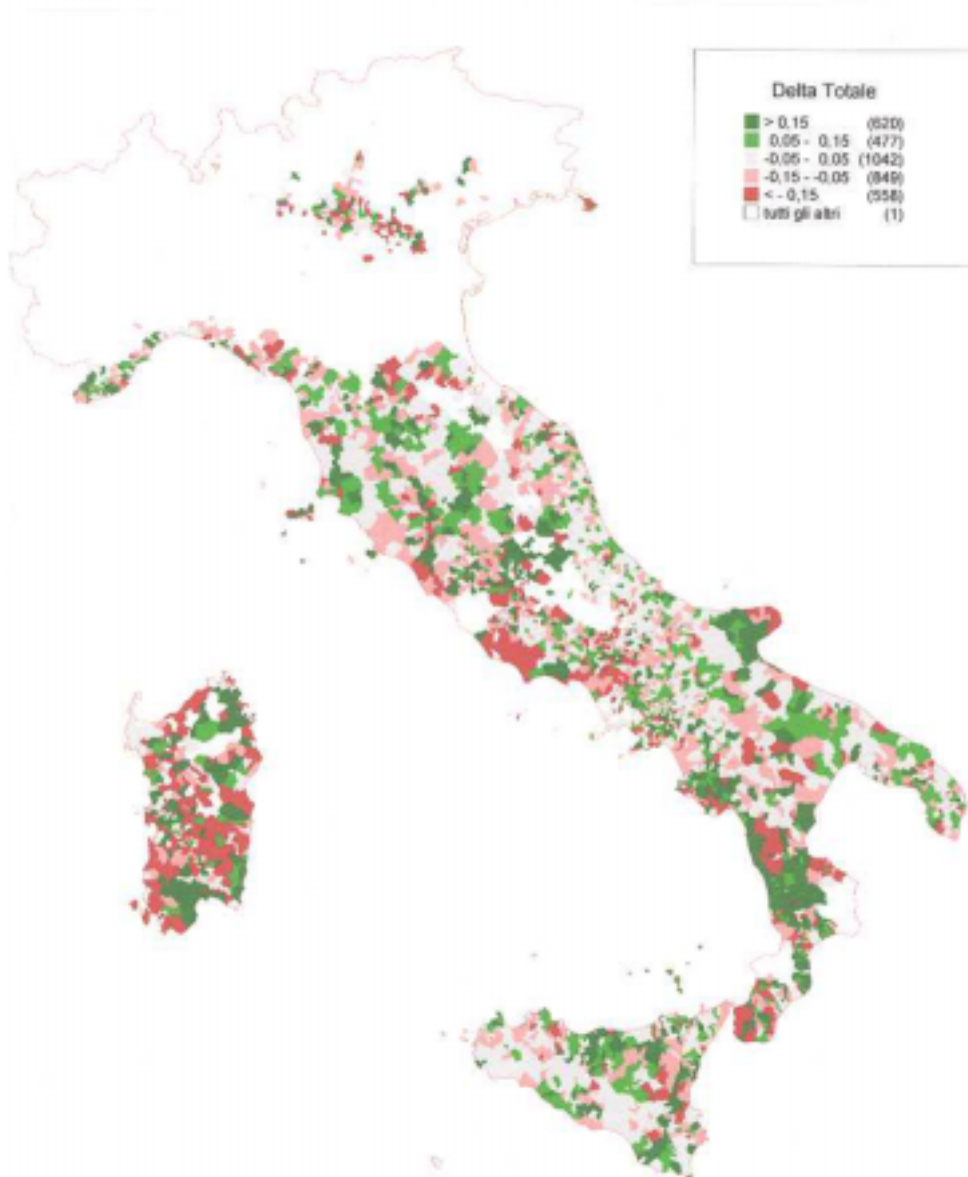 Delta Totale
> 0,15 (620)
0,05 - 0,15 (477)
-0,05 - 0,05 (1042)
-0,15 - -0,05 (849)
< - 0,15 (558)
tutti gli altri (1)